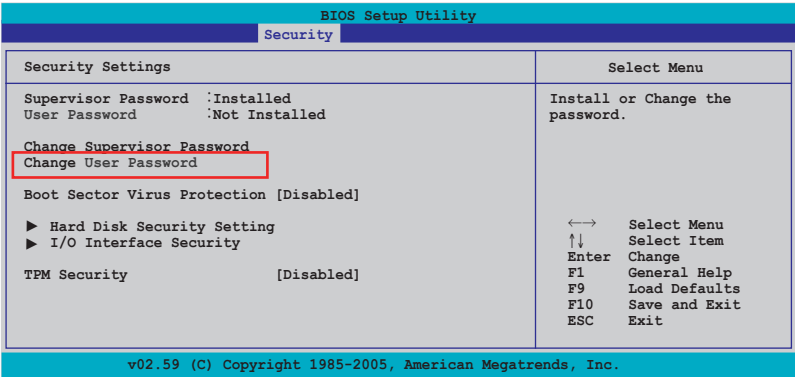 BIOS Setup Utility
Security
Security Settings
Supervisor Password :Installed
User Password :Not Installed
Change Supervisor Password
Change User Password
Boot Sector Virus Protection [Disabled]
▶ Hard Disk Security Setting
▶ I/O Interface Security
TPM Security [Disabled]
Select Menu
Install or Change the
password.
←→ Select Menu
↑↓ Select Item
Enter Change
F1 General Help
F9 Load Defaults
F10 Save and Exit
ESC Exit
v02.59 (C) Copyright 1985-2005, American Megatrends, Inc.